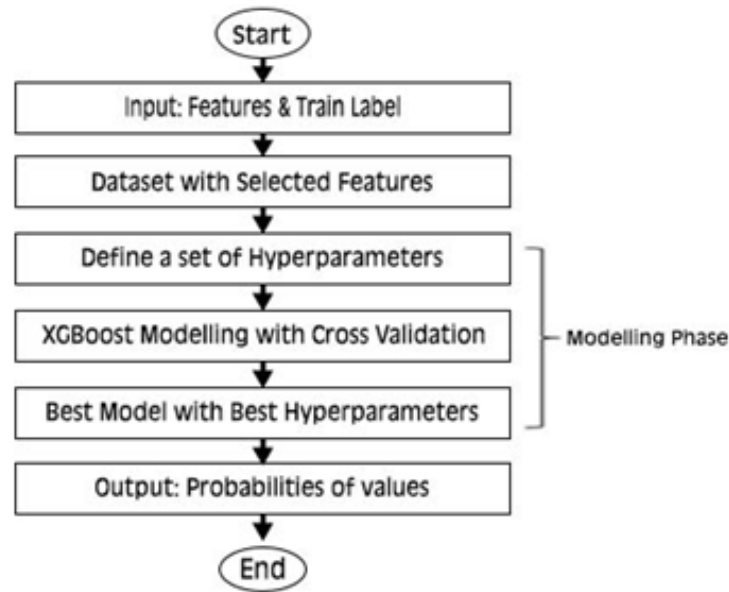 Start
Input: Features & Train Label
Dataset with Selected Features
Define a set of Hyperparameters
XGBoost Modelling with Cross Validation
Modelling Phase
Best Model with Best Hyperparameters
Output: Probabilities of values
End